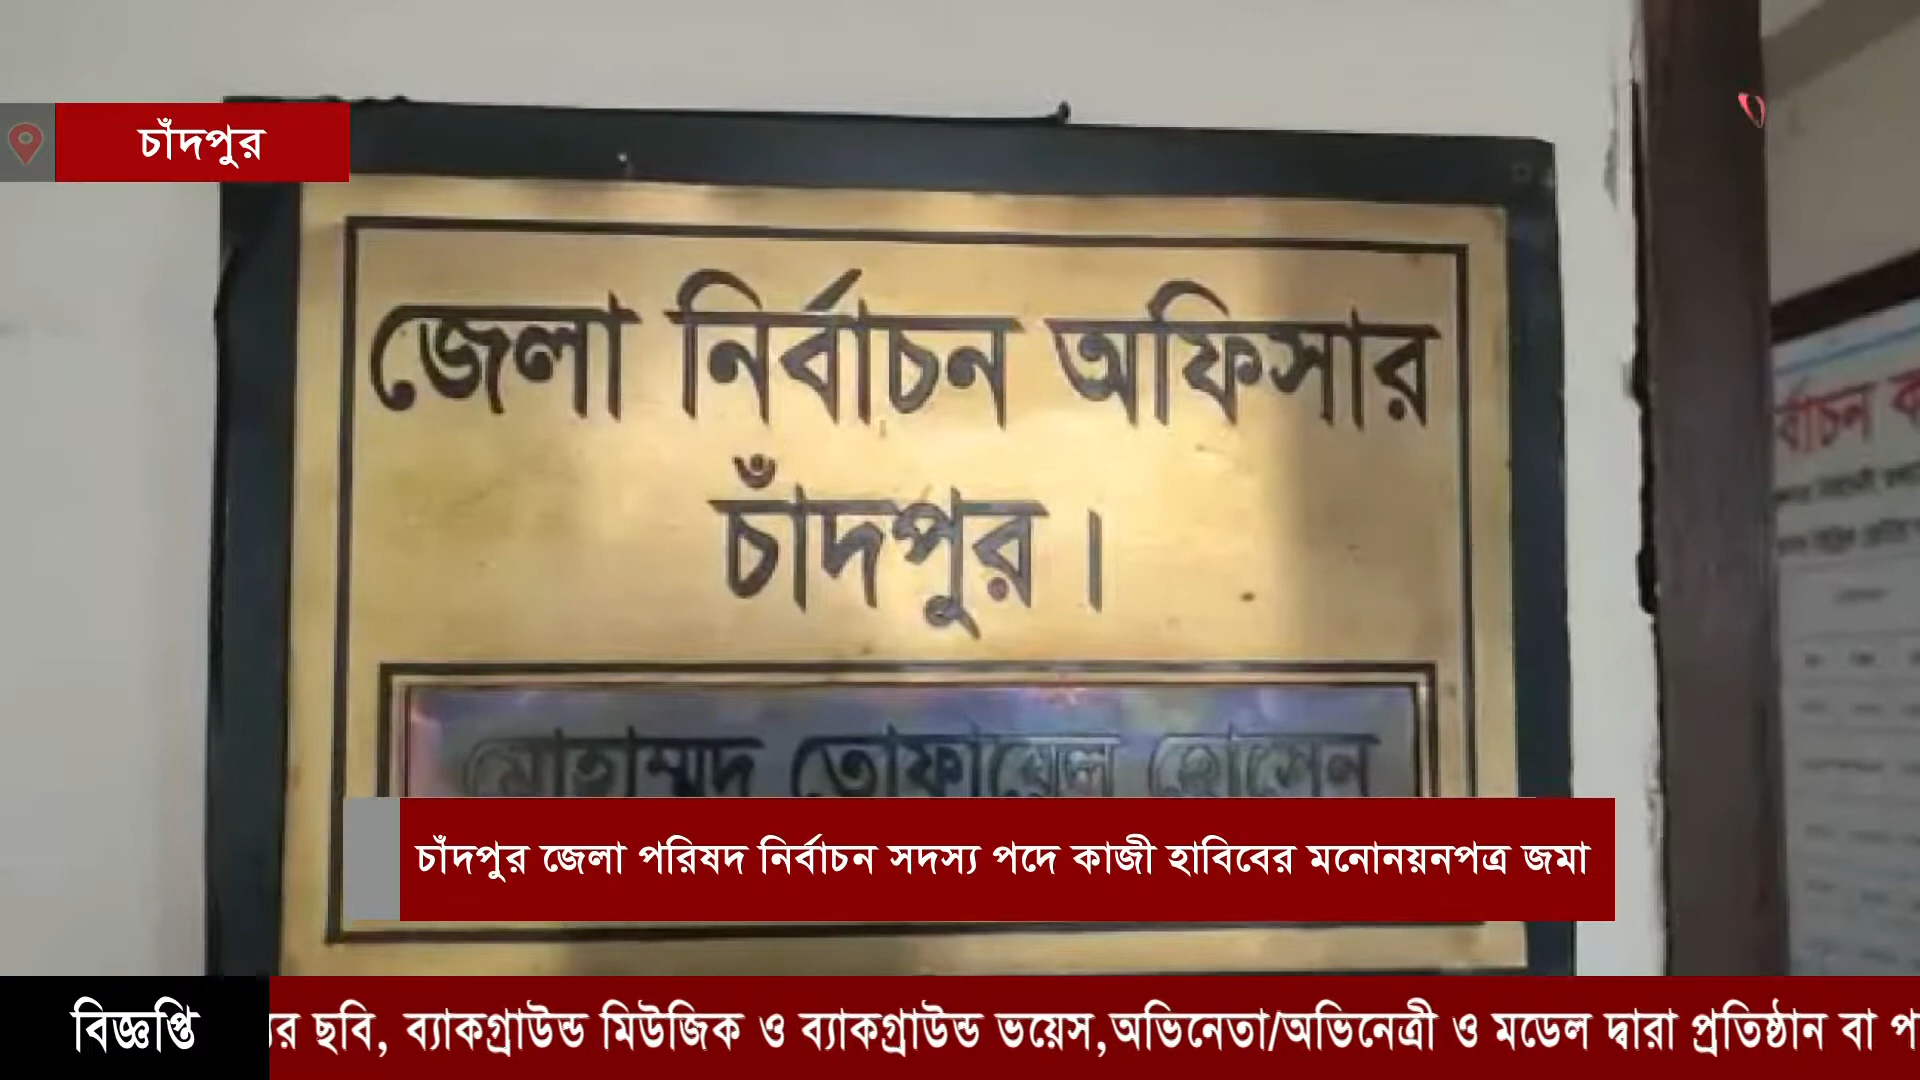 চাঁদপুর
জেলা নির্বাচন অফিসার
চাঁদপুর।
মোহাম্মদ তোফায়েল হোসেন
চাঁদপুর জেলা পরিষদ নির্বাচন সদস্য পদে কাজী হাবিবের মনোনয়নপত্র জমা
বিজ্ঞপ্তি
ছবি, ব্যাকগ্রাউন্ড মিউজিক ও ব্যাকগ্রাউন্ড ভয়েস,অভিনেতা/অভিনেত্রী ও মডেল দ্বারা প্রতিষ্ঠান বা